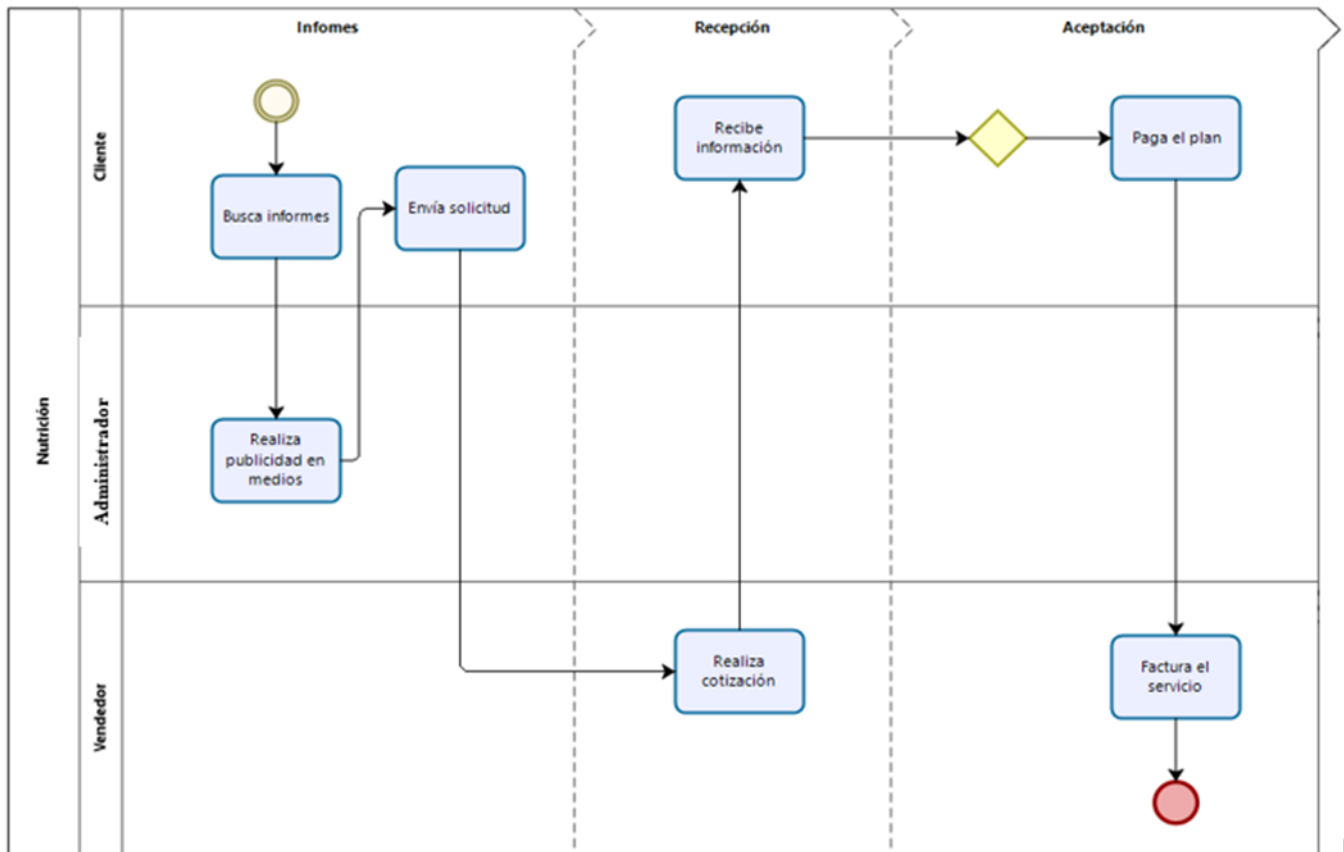 Infomes
Recepción
Aceptación
Nutrición
Cliente
Busca informes
Envía solicitud
Recibe
información
Paga el plan
Administrador
Realiza
publicidad en
medios
Vendedor
Realiza
cotización
Factura el
servicio